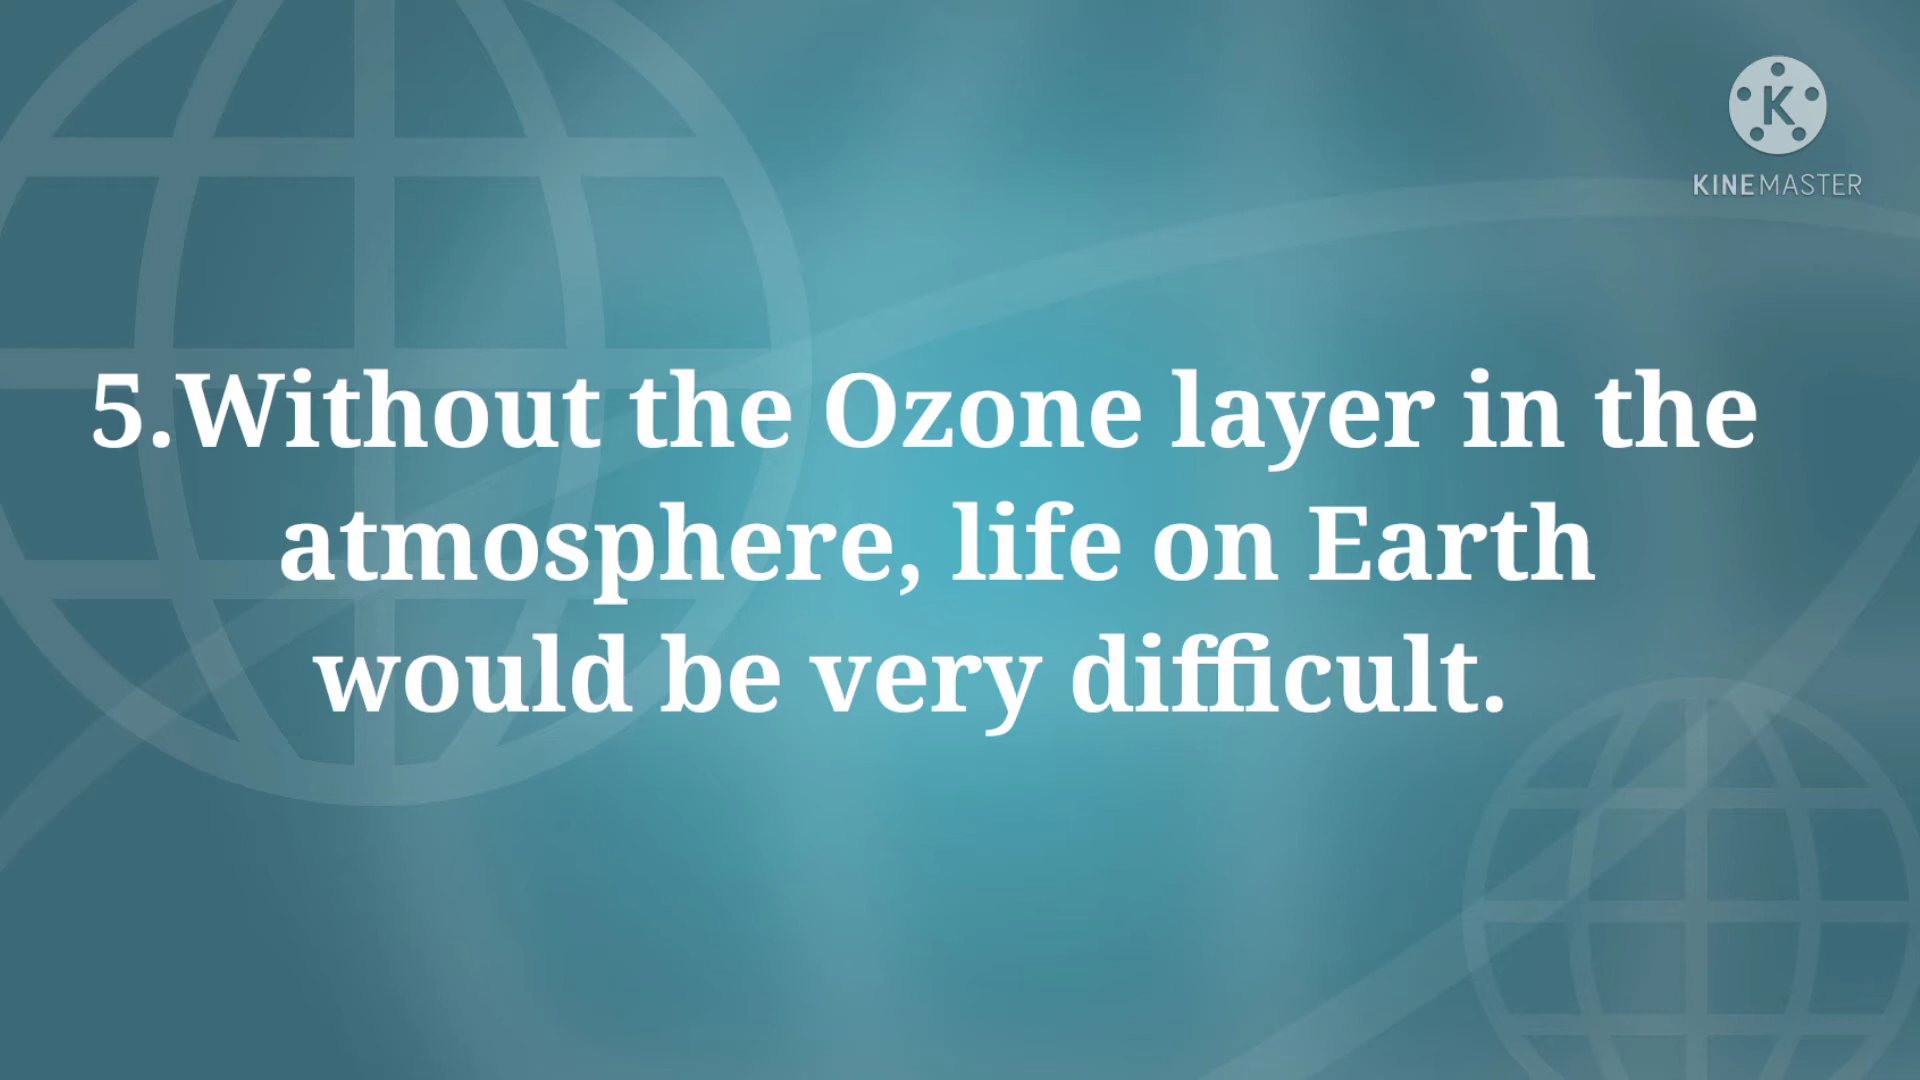 K
KINEMASTER
5.Without the Ozone layer in the
atmosphere, life on Earth
would be very difficult.